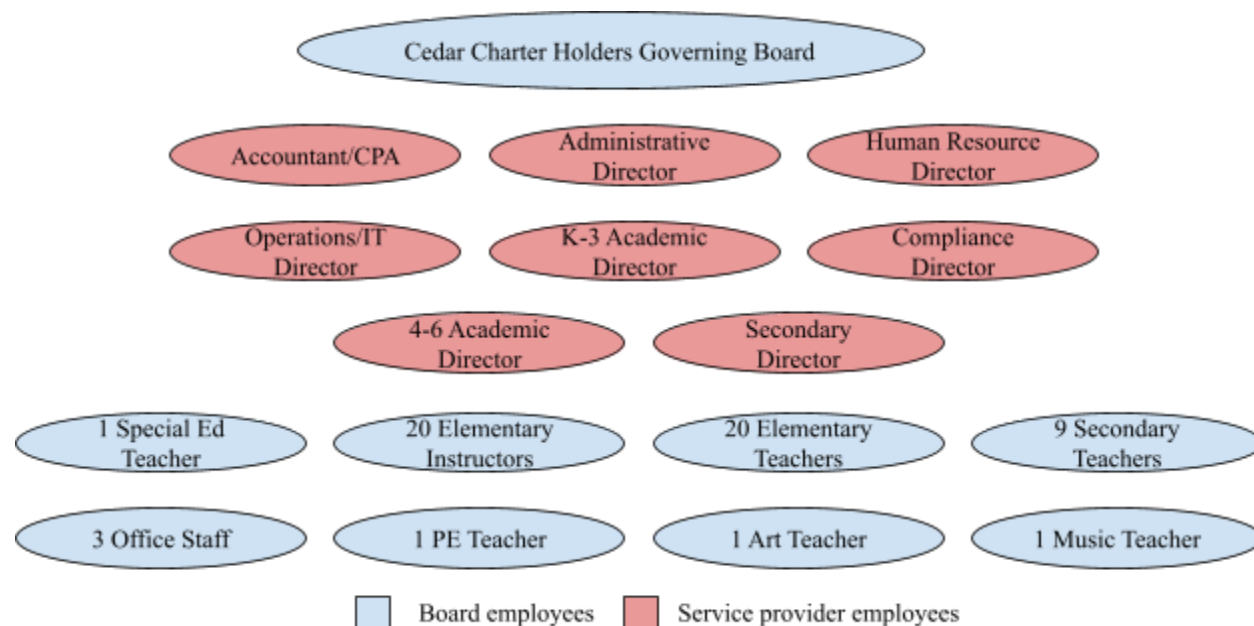 Cedar Charter Holders Governing Board
Accountant/CPA
Administrative
Director
Human Resource
Director
Operations/IT
Director
K-3 Academic
Director
Compliance
Director
4-6 Academic
Director
Secondary
Director
1 Special Ed
Teacher
20 Elementary
Instructors
20 Elementary
Teachers
9 Secondary
Teachers
3 Office Staff
1 PE Teacher
1 Art Teacher
1 Music Teacher
Board employees
Service provider employees